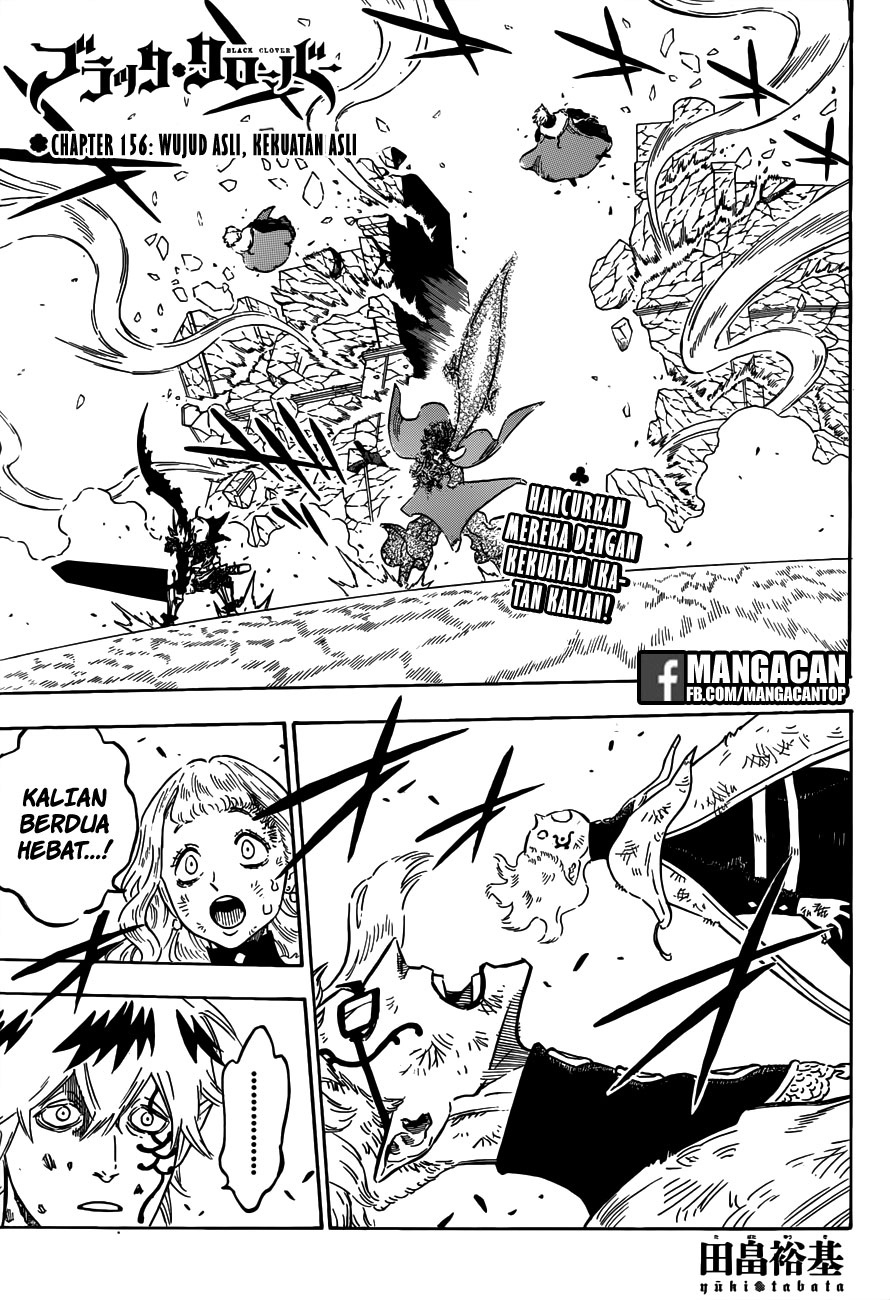 ブラック・クローバー
BLACK CLOVER
CHAPTER 156: WUJUD ASLI, KEKUATAN ASLI
HANCURKAN
MEREKA DENGAN
KEKUATAN IKA-
TAN KALIAN!
f MANGACAN
FB.COM/MANGACANTOP
KALIAN
BERDUA
HEBAT...!
..........
田畠裕基
yūki tabata